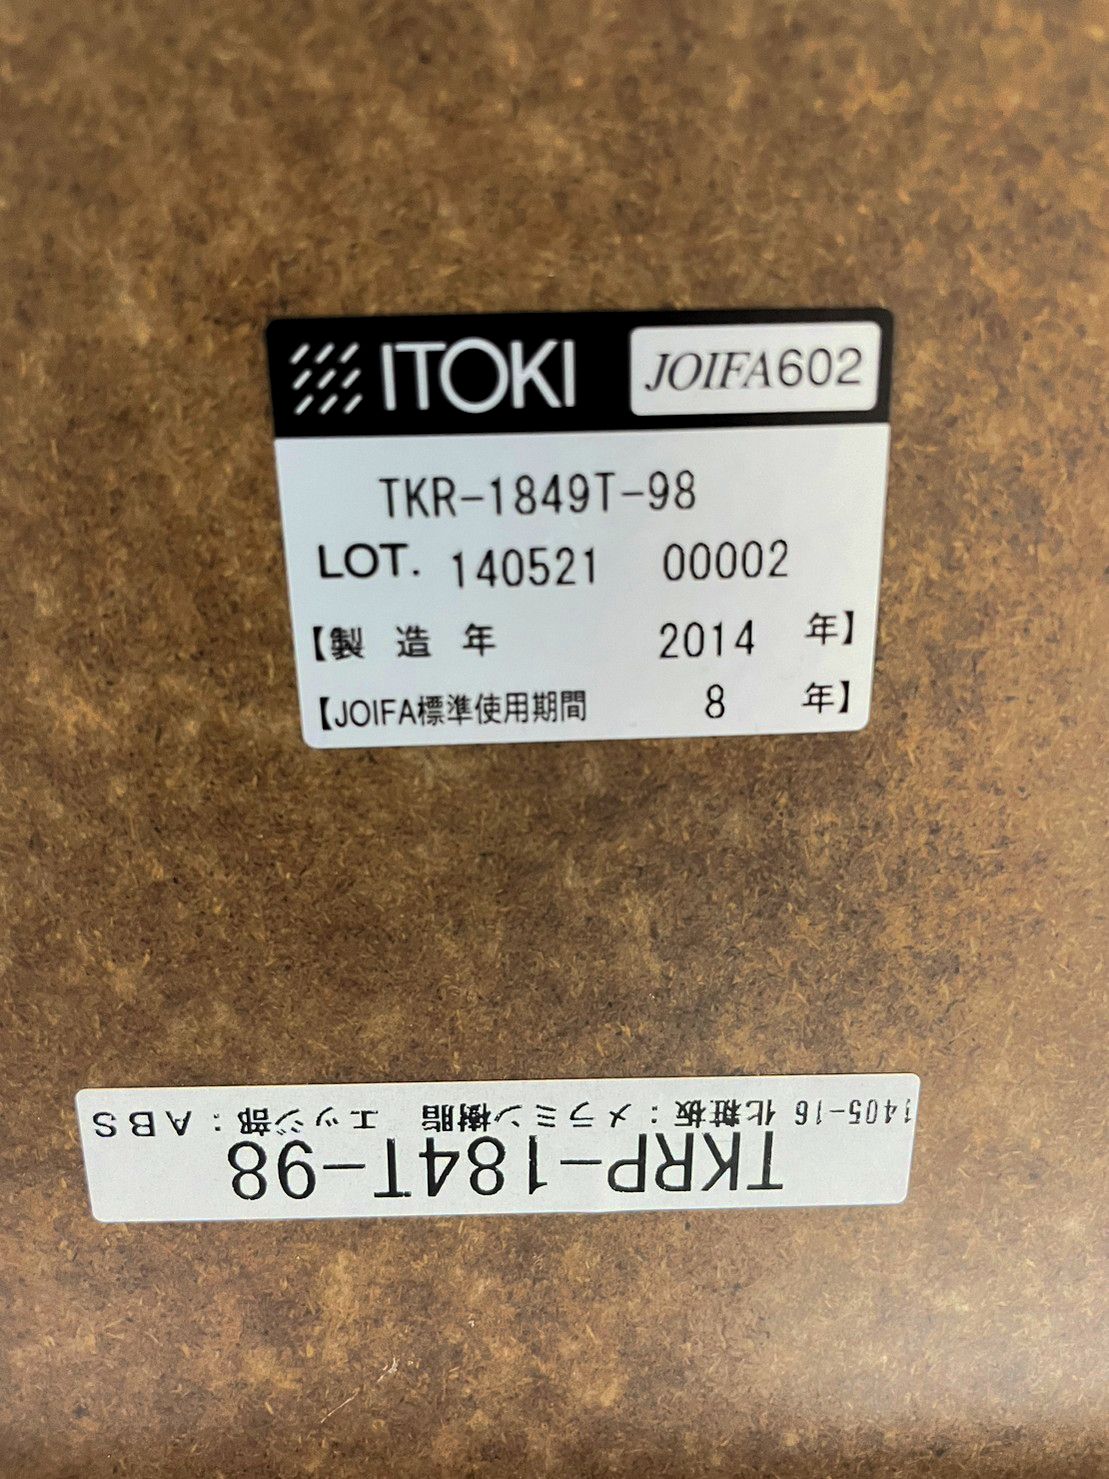 ITOKI JOIFA602
TKR-1849T-98
LOT. 140521 00002
【製 造 年 2014 年】
【JOIFA標準使用期間 8 年】
TKRP-184T-98
1405-16 化粧板：メラミン樹脂 エッジ部：ABS